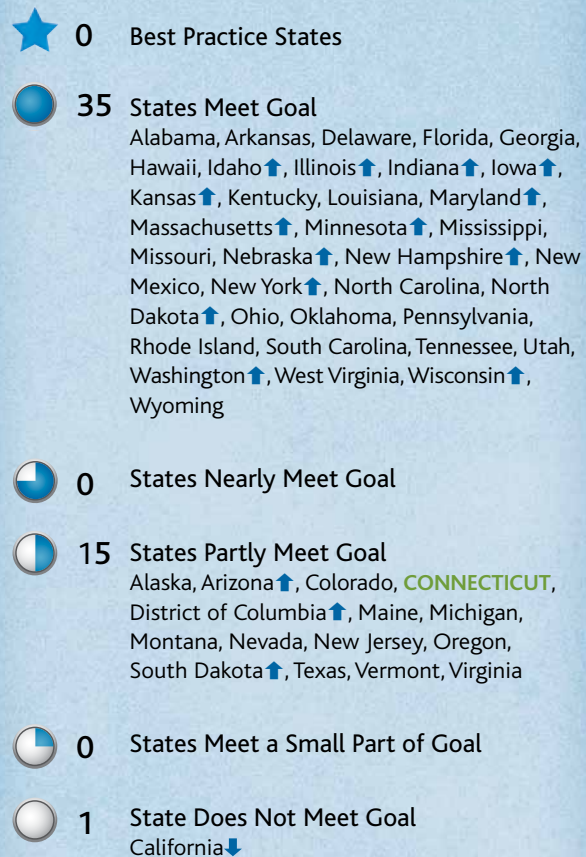 0 Best Practice States
35 States Meet Goal
Alabama, Arkansas, Delaware, Florida, Georgia,
Hawaii, Idaho⬆, Illinois⬆, Indiana⬆, Iowa⬆,
Kansas⬆, Kentucky, Louisiana, Maryland⬆,
Massachusetts⬆, Minnesota⬆, Mississippi,
Missouri, Nebraska⬆, New Hampshire⬆, New
Mexico, New York⬆, North Carolina, North
Dakota⬆, Ohio, Oklahoma, Pennsylvania,
Rhode Island, South Carolina, Tennessee, Utah,
Washington⬆, West Virginia, Wisconsin⬆,
Wyoming
0 States Nearly Meet Goal
15 States Partly Meet Goal
Alaska, Arizona⬆, Colorado, CONNECTICUT,
District of Columbia⬆, Maine, Michigan,
Montana, Nevada, New Jersey, Oregon,
South Dakota⬆, Texas, Vermont, Virginia
0 States Meet a Small Part of Goal
1 State Does Not Meet Goal
California⬇